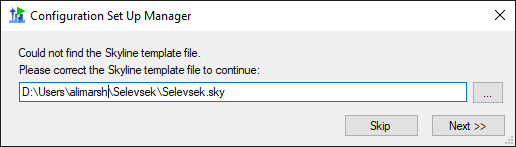 Configuration Set Up Manager
Could not find the Skyline template file.
Please correct the Skyline template file to continue:
D:\Users\alimarsh\Selevsek\Selevsek.sky
...
Skip
Next >>